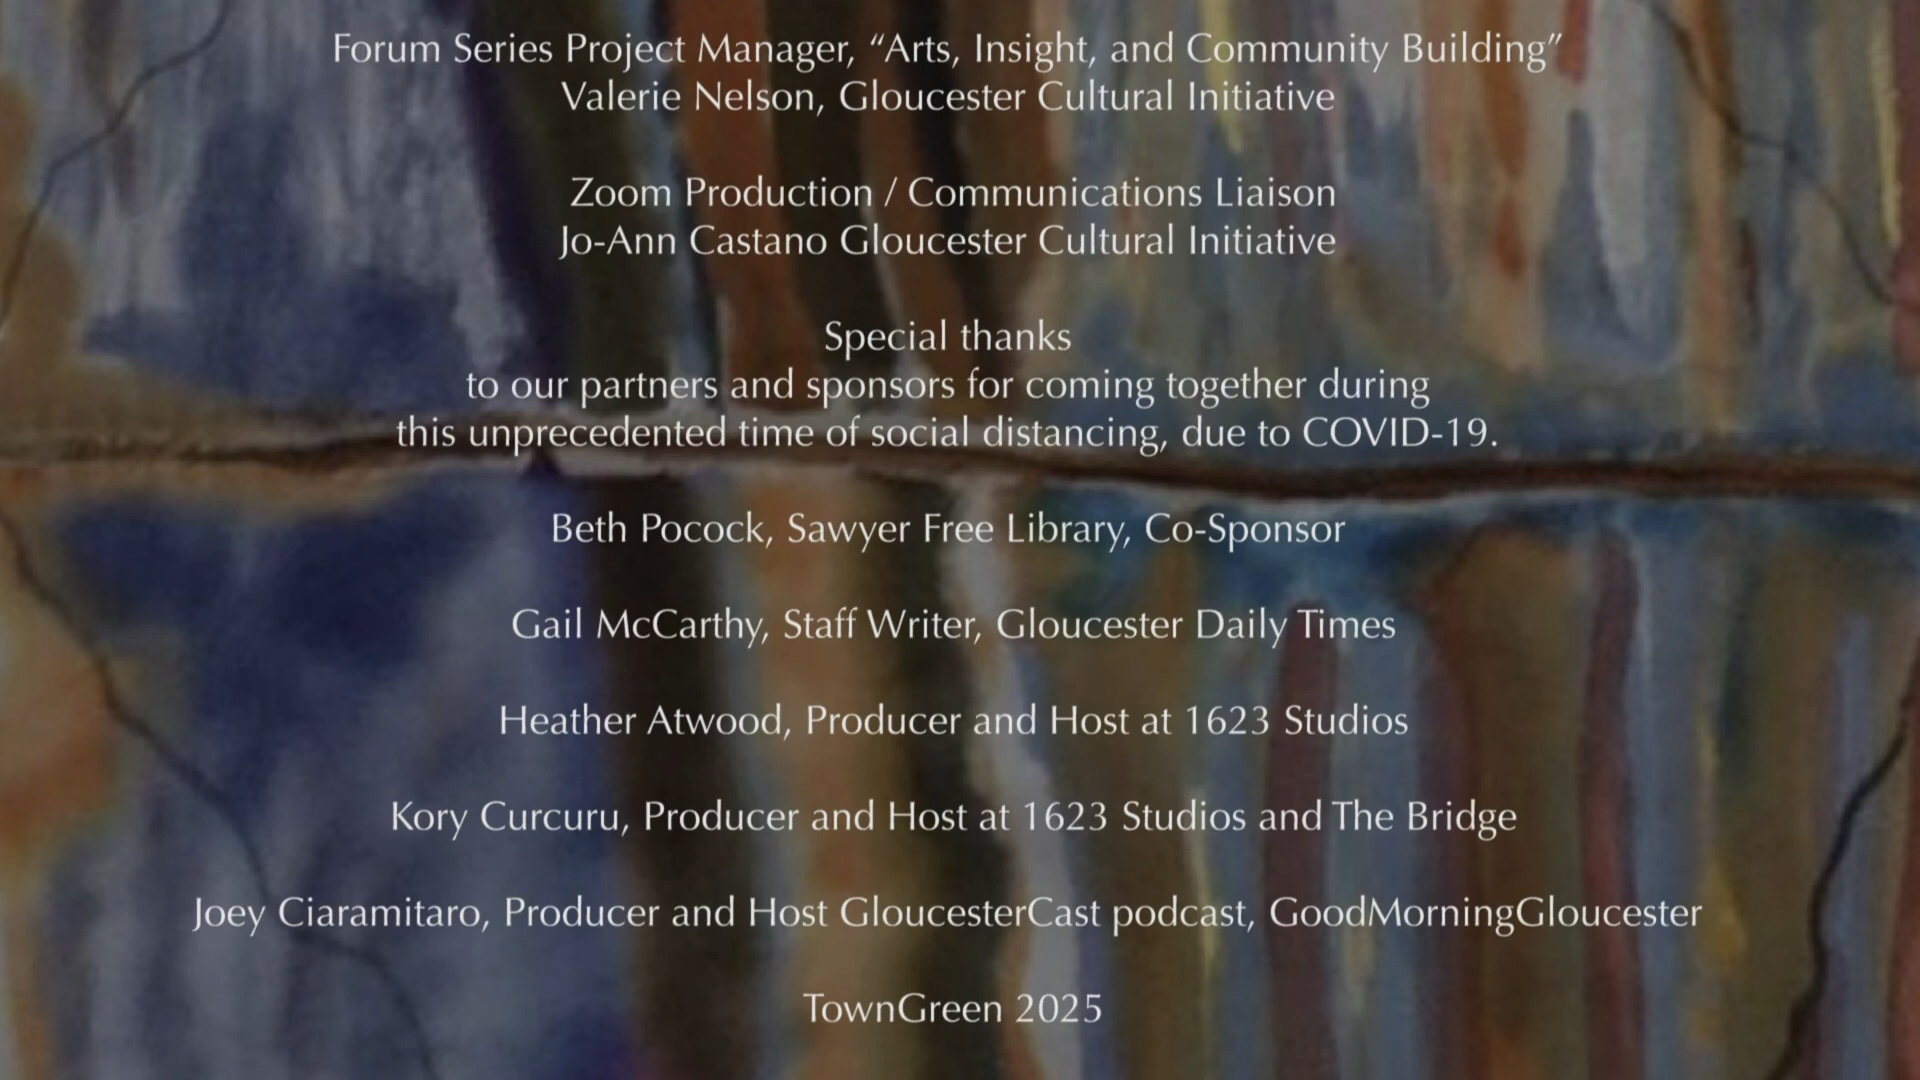 Forum Series Project Manager, “Arts, Insight, and Community Building”
Valerie Nelson, Gloucester Cultural Initiative
Zoom Production / Communications Liaison
Jo-Ann Castano Gloucester Cultural Initiative
Special thanks
to our partners and sponsors for coming together during
this unprecedented time of social distancing, due to COVID-19.
Beth Pocock, Sawyer Free Library, Co-Sponsor
Gail McCarthy, Staff Writer, Gloucester Daily Times
Heather Atwood, Producer and Host at 1623 Studios
Kory Curcuru, Producer and Host at 1623 Studios and The Bridge
Joey Ciaramitaro, Producer and Host GloucesterCast podcast, GoodMorningGloucester
TownGreen 2025